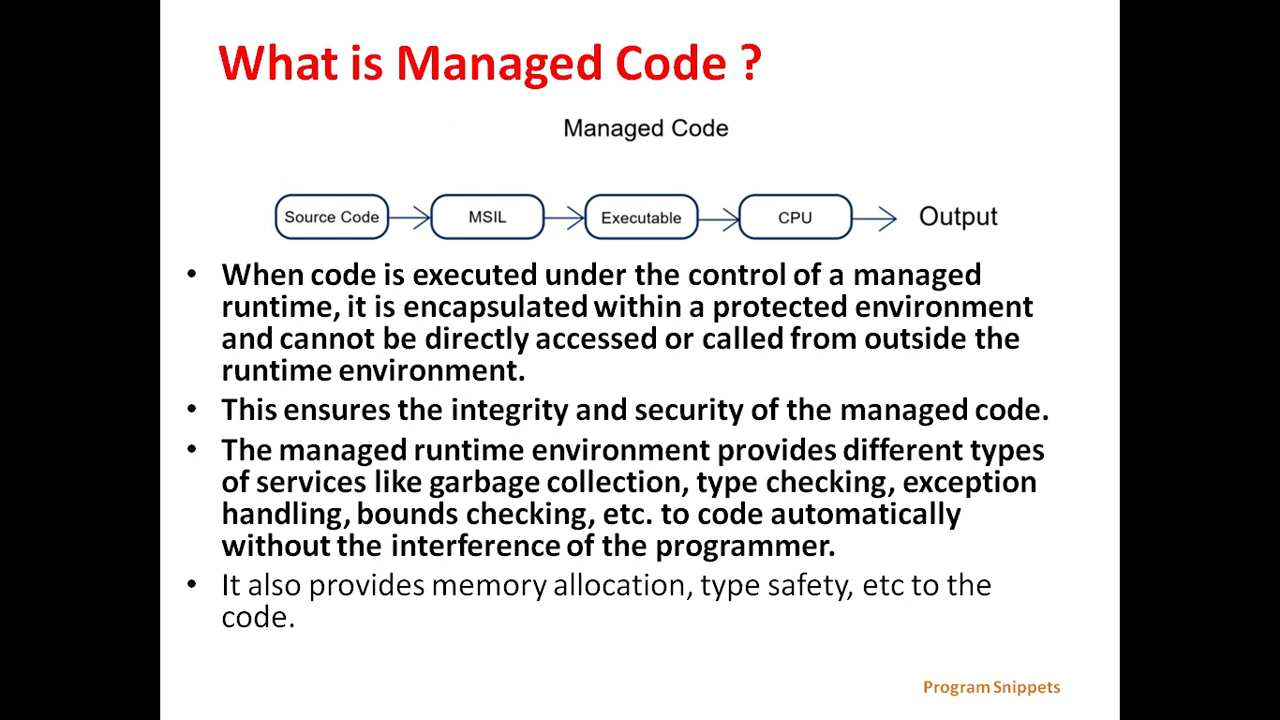 What is Managed Code ?
Managed Code
Source Code
MSIL
Executable
CPU
Output
• When code is executed under the control of a managed
runtime, it is encapsulated within a protected environment
and cannot be directly accessed or called from outside the
runtime environment.
• This ensures the integrity and security of the managed code.
• The managed runtime environment provides different types
of services like garbage collection, type checking, exception
handling, bounds checking, etc. to code automatically
without the interference of the programmer.
• It also provides memory allocation, type safety, etc to the
code.
Program Snippets